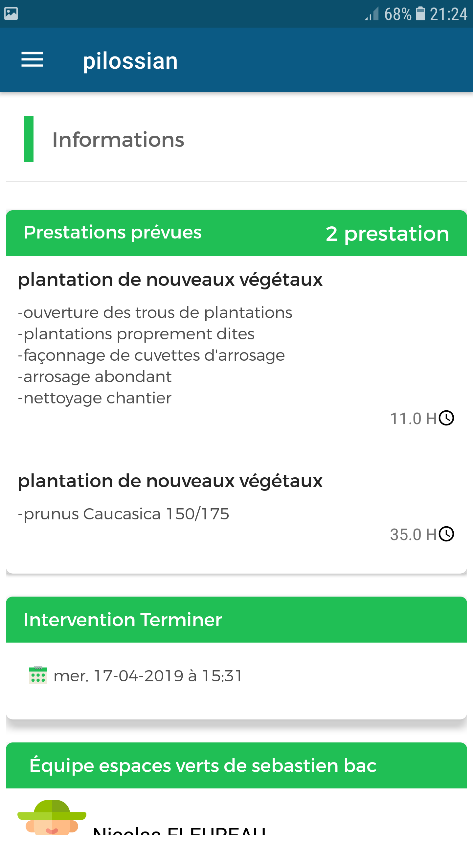 68% 21:24
pilossian
Informations
Prestations prévues 2 prestation
plantation de nouveaux végétaux
-ouverture des trous de plantations
-plantations proprement dites
-façonnage de cuvettes d'arrosage
-arrosage abondant
-nettoyage chantier
11.0 H
plantation de nouveaux végétaux
-prunus Caucasica 150/175
35.0 H
Intervention Terminer
mer. 17-04-2019 à 15:31
Équipe espaces verts de sebastien bac
Nicolas FLEUREAU